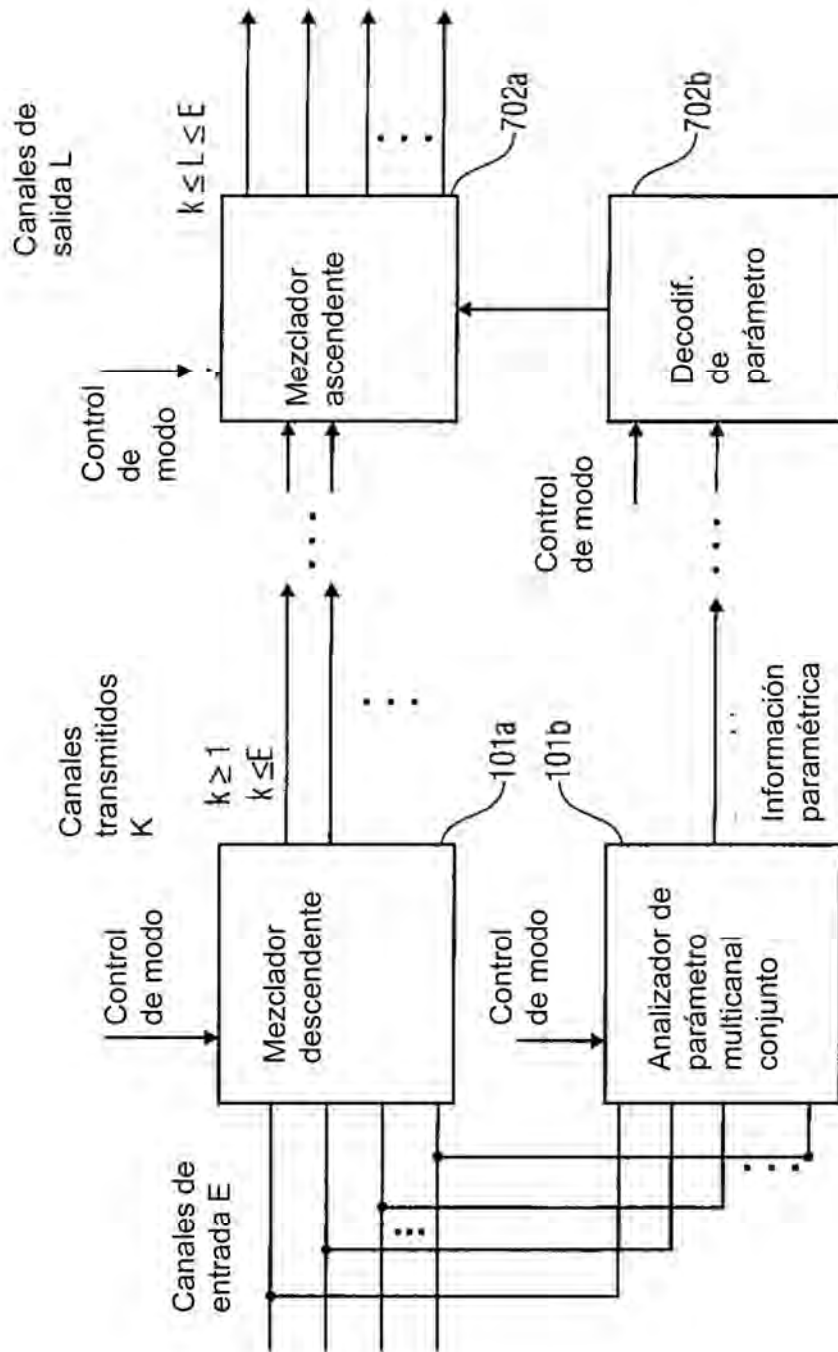 Canales de
entrada E
Control
de modo
Mezclador
descendente
101a
Canales
transmitidos
K
k ≥ 1
k ≤E
Control
de modo
Analizador de
parámetro
multicanal
conjunto
101b
Información
paramétrica
Contról
de
modo
Mezclador
ascendente
702a
Canales de
salida L
k ≤ L ≤ E
Control
de modo
Decodif.
de
parámetro
702b